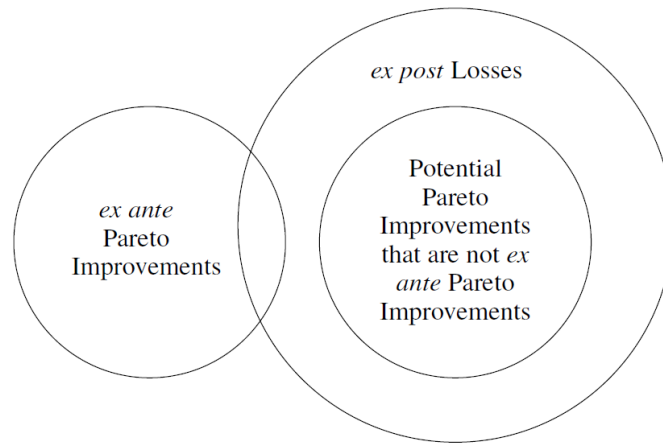 ex post Losses
ex ante
Pareto
Improvements
Potential
Pareto
Improvements
that are not ex
ante Pareto
Improvements